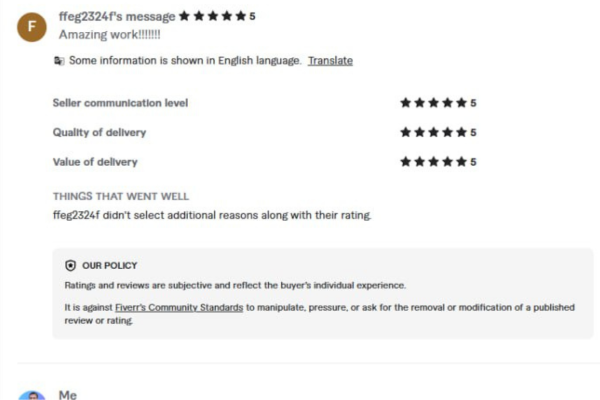 F
ffeg2324f's message ★★★★★ 5
Amazing work!!!!!!!
Some information is shown in English language. Translate
Seller communication level ★★★★★ 5
Quality of delivery ★★★★★ 5
Value of delivery ★★★★★ 5
THINGS THAT WENT WELL
ffeg2324f didn't select additional reasons along with their rating.
OUR POLICY
Ratings and reviews are subjective and reflect the buyer's individual experience.
It is against Fiverr's Community Standards to manipulate, pressure, or ask for the removal or modification of a published
review or rating.
Me